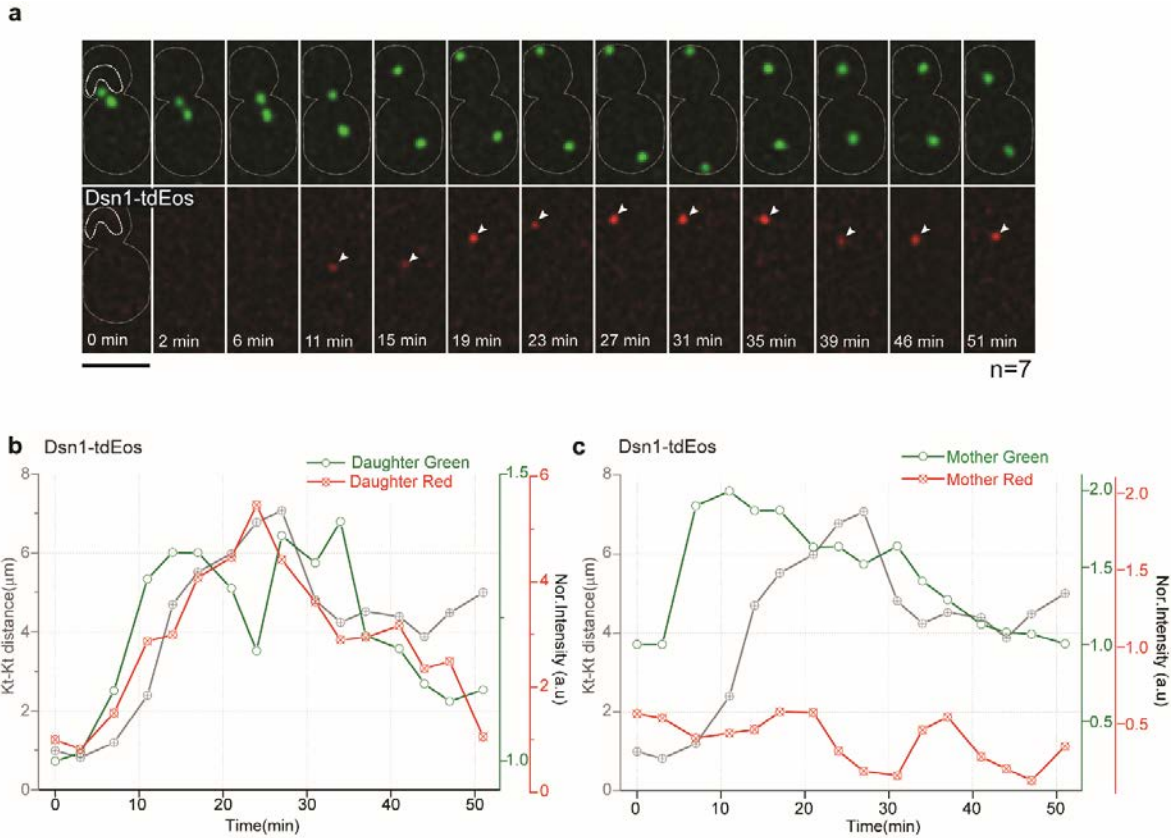 a
Dsn1-tdEos
0 min 2 min 6 min 11 min 15 min 19 min 23 min 27 min 31 min 35 min 39 min 46 min 51 min
n=7
b Dsn1-tdEos
Daughter Green
Daughter Red
Kt-Kt distance(µm)
8
6
4
2
0
1.5
1.0
6
4
2
0
Nor.Intensity (a.u)
0 10 20 30 40 50
Time(min)
c Dsn1-tdEos
Mother Green
Mother Red
Kt-Kt distance(µm)
8
6
4
2
0
2.0
1.5
1.0
0.5
2.0
1.5
1.0
0.5
Nor.Intensity (a.u)
0 10 20 30 40 50
Time(min)